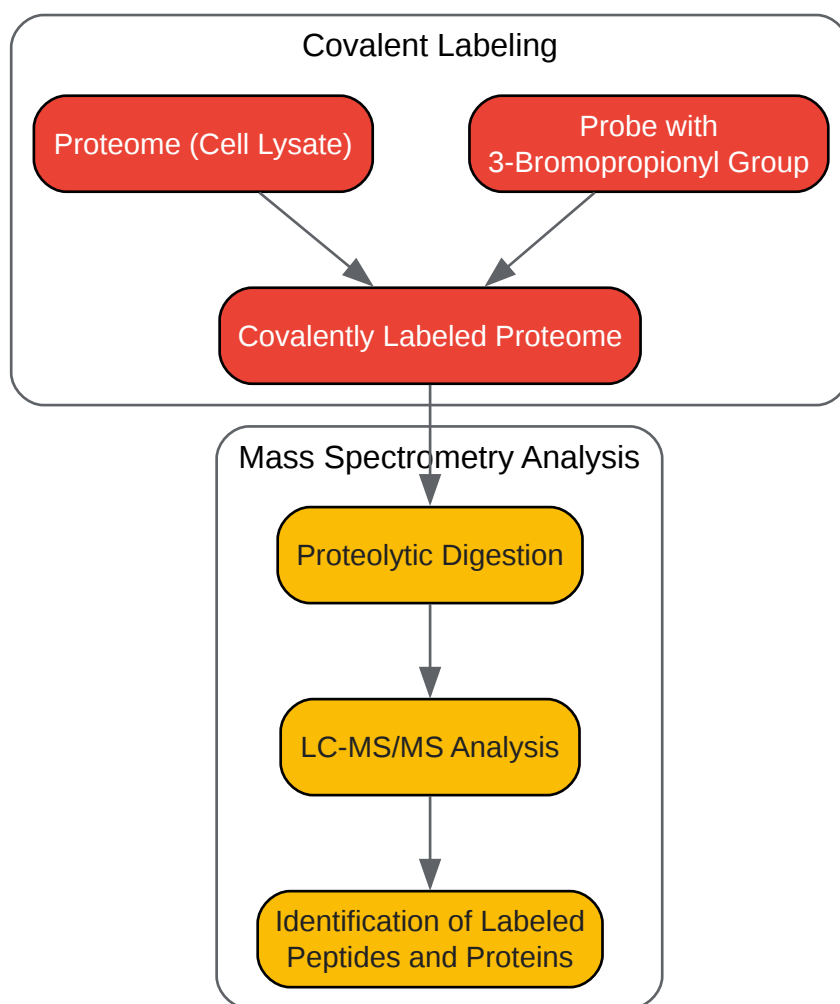 Covalent Labeling
Proteome (Cell Lysate)
Probe with
3-Bromopropionyl Group
Covalently Labeled Proteome
Mass Spectrometry Analysis
Proteolytic Digestion
LC-MS/MS Analysis
Identification of Labeled
Peptides and Proteins